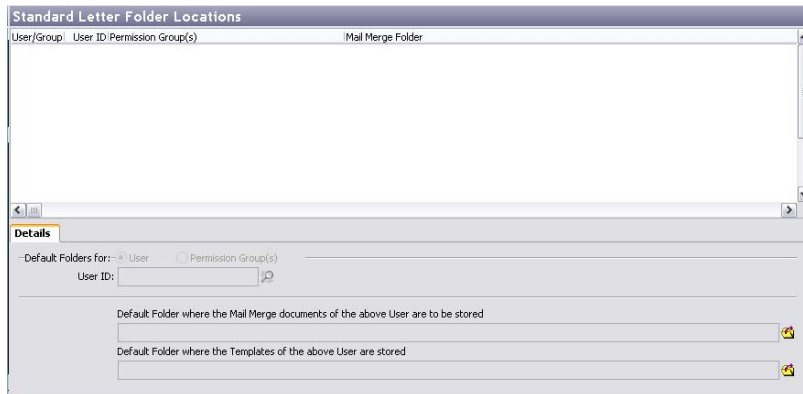 Standard Letter Folder Locations
User/Group User ID Permission Group(s) Mail Merge Folder
Details
Default Folders for: User Permission Group(s)
User ID:
Default Folder where the Mail Merge documents of the above User are to be stored
Default Folder where the Templates of the above User are stored